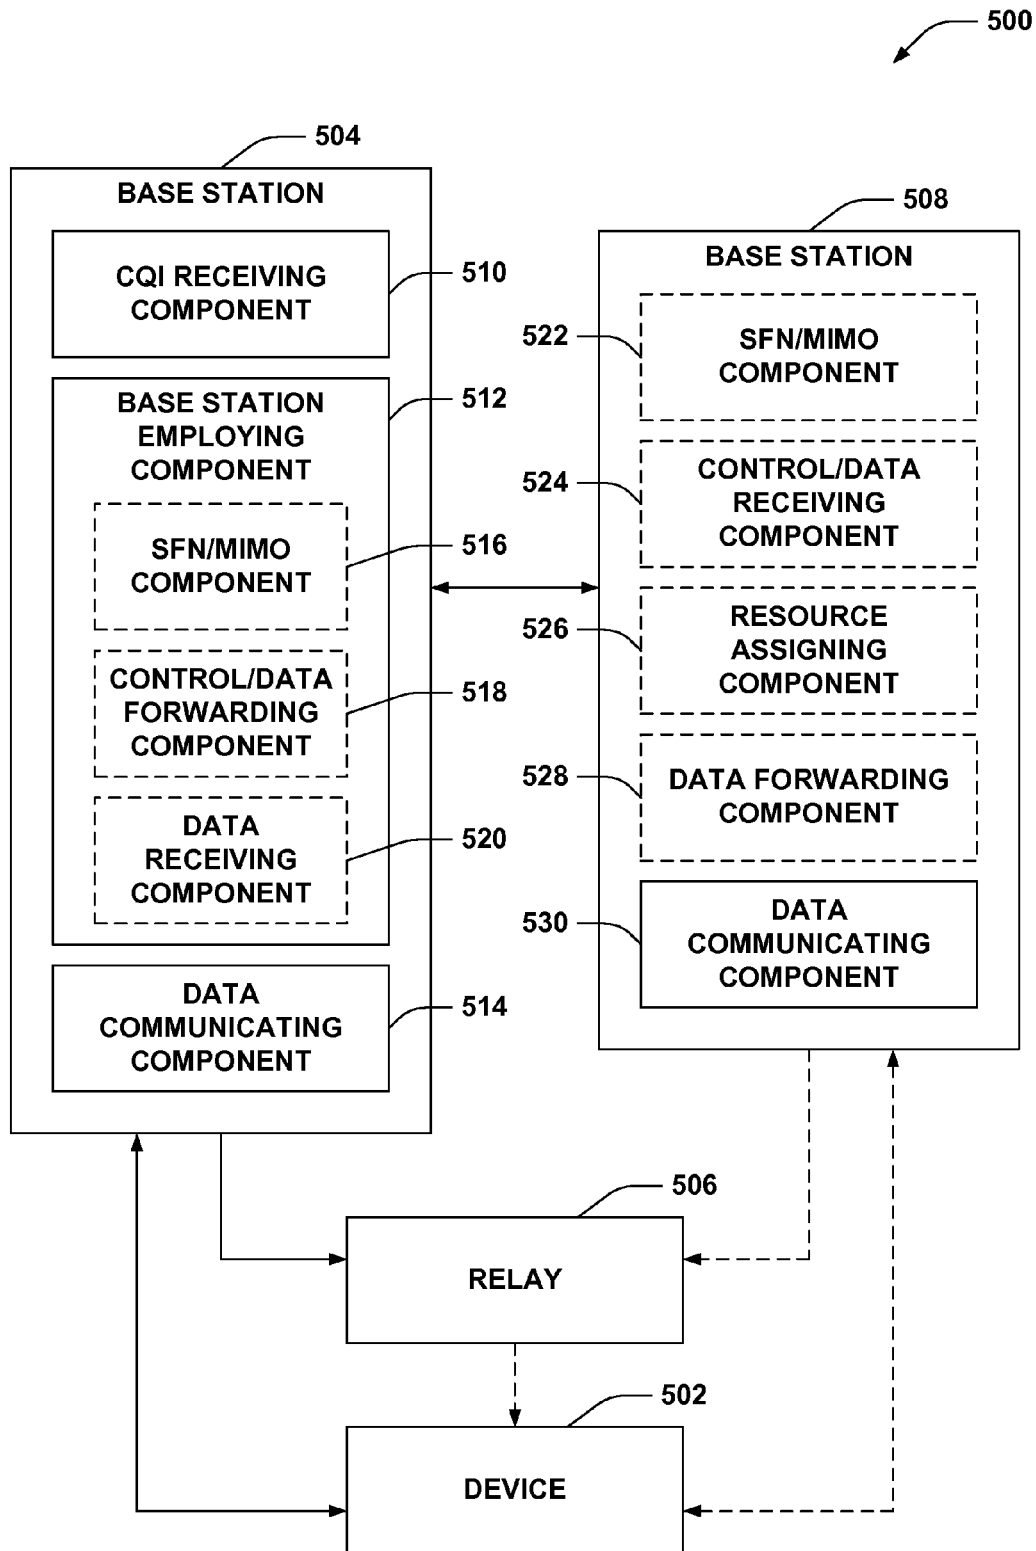 500
504
BASE STATION
CQI RECEIVING
COMPONENT
510
BASE STATION
EMPLOYING
COMPONENT
512
SFN/MIMO
COMPONENT
516
CONTROL/DATA
FORWARDING
COMPONENT
518
DATA
RECEIVING
COMPONENT
520
DATA
COMMUNICATING
COMPONENT
514
508
BASE STATION
522
SFN/MIMO
COMPONENT
524
CONTROL/DATA
RECEIVING
COMPONENT
526
RESOURCE
ASSIGNING
COMPONENT
528
DATA FORWARDING
COMPONENT
530
DATA
COMMUNICATING
COMPONENT
506
RELAY
502
DEVICE